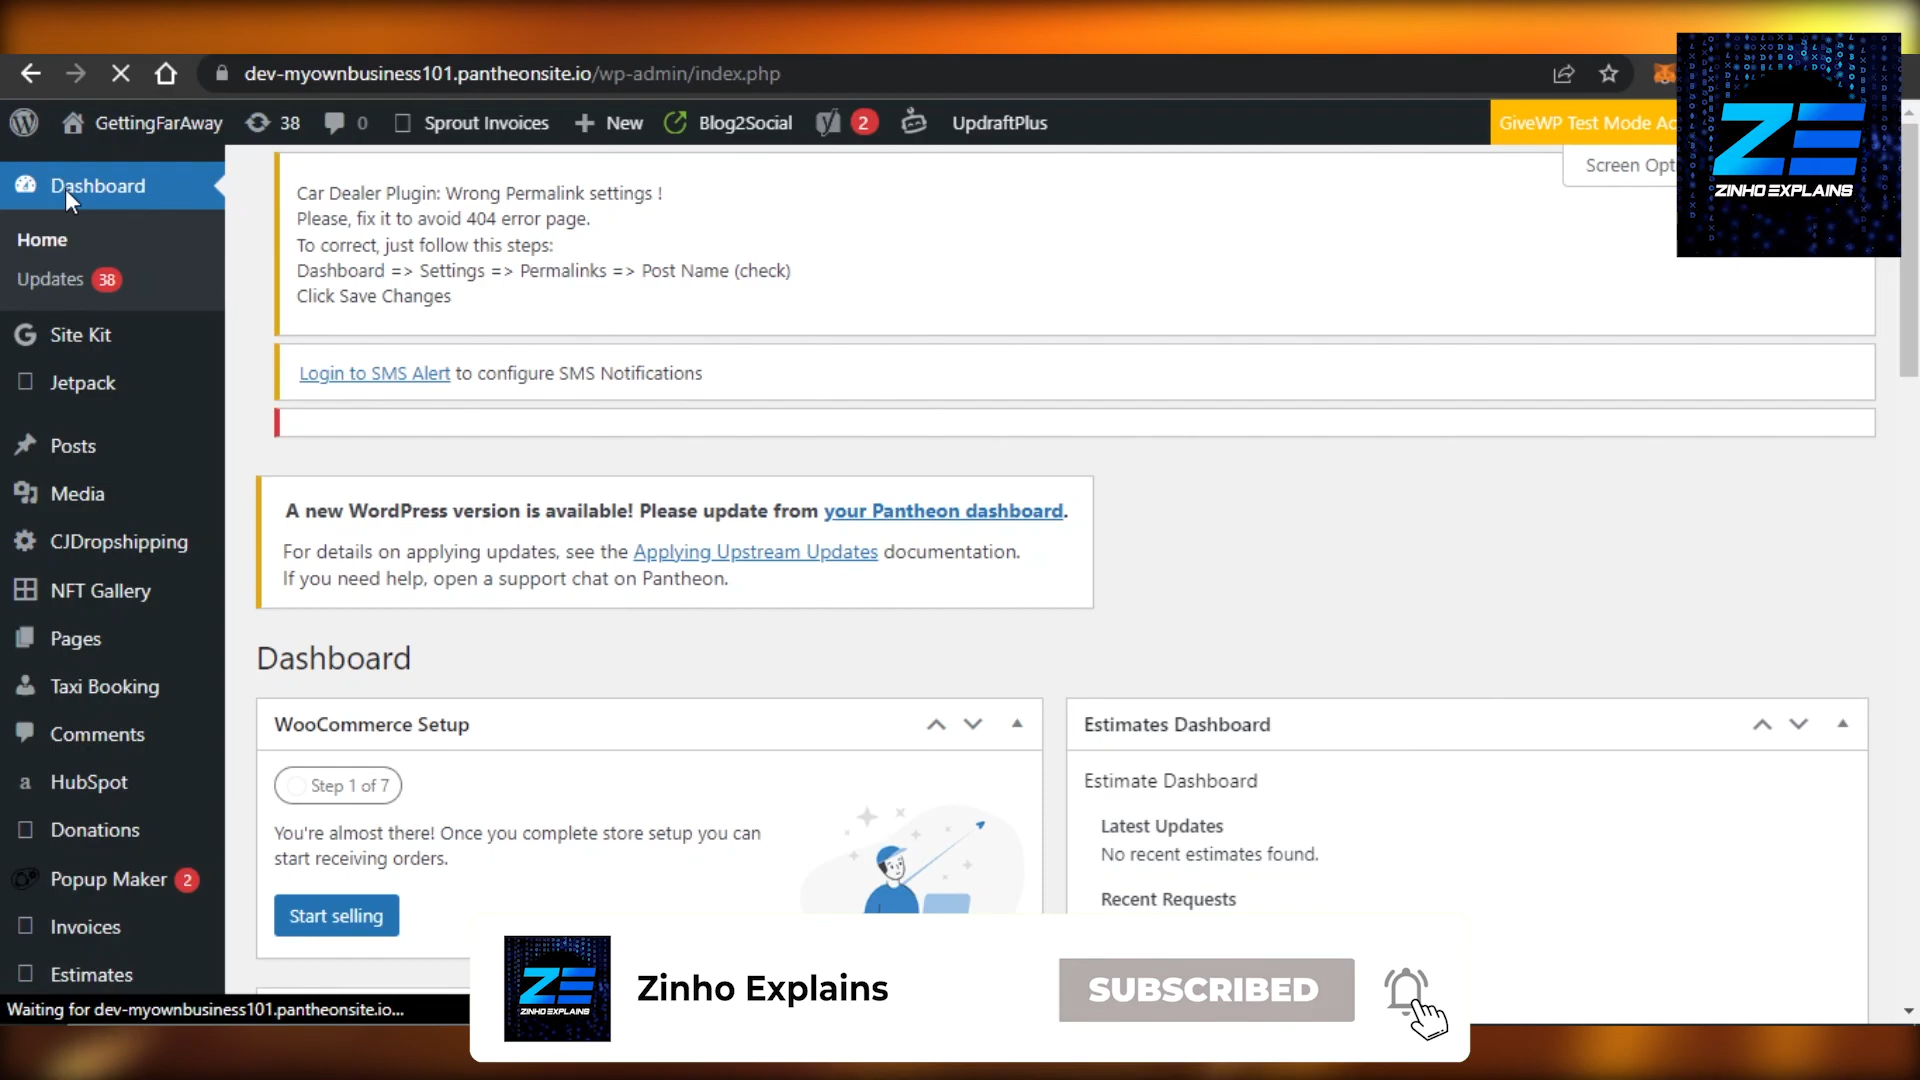 dev-myownbusiness101.pantheonsite.io/wp-admin/index.php
GettingFarAway 38 0 Sprout Invoices New Blog2Social 2 UpdraftPlus GiveWP Test Mode
ZE
ZINHO EXPLAINS
Dashboard
Home
Updates 38
Site Kit
Jetpack
Posts
Media
CJDropshipping
NFT Gallery
Pages
Taxi Booking
Comments
HubSpot
Donations
Popup Maker 2
Invoices
Estimates
Waiting for dev-myownbusiness101.pantheonsite.io...
Screen
Car Dealer Plugin: Wrong Permalink settings !
Please, fix it to avoid 404 error page.
To correct, just follow this steps:
Dashboard => Settings => Permalinks => Post Name (check)
Click Save Changes
Login to SMS Alert to configure SMS Notifications
A new WordPress version is available! Please update from your Pantheon dashboard.
For details on applying updates, see the Applying Upstream Updates documentation.
If you need help, open a support chat on Pantheon.
Dashboard
WooCommerce Setup
Step 1 of 7
You're almost there! Once you complete store setup you can
start receiving orders.
Start selling
Estimates Dashboard
Estimate Dashboard
Latest Updates
No recent estimates found.
Recent Requests
ZE
ZINHO EXPLAINS
Zinho Explains
SUBSCRIBED